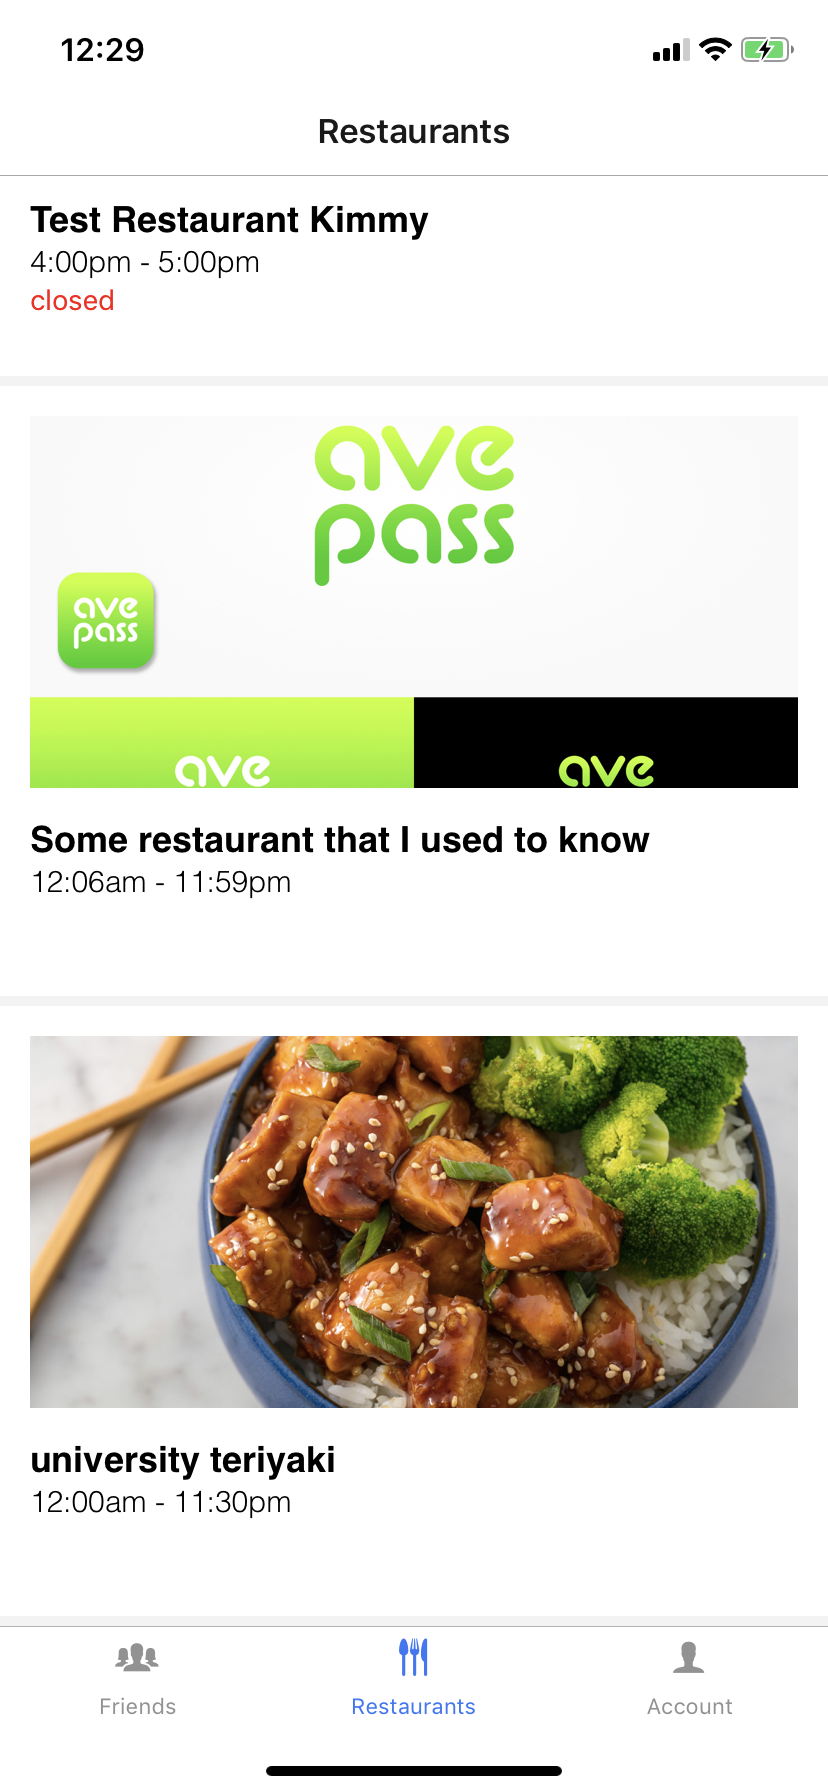 12:29
Restaurants
Test Restaurant Kimmy
4:00pm - 5:00pm
closed
ave
pass
ave
pass
ave
ave
Some restaurant that I used to know
12:06am - 11:59pm
university teriyaki
12:00am - 11:30pm
Friends
Restaurants
Account